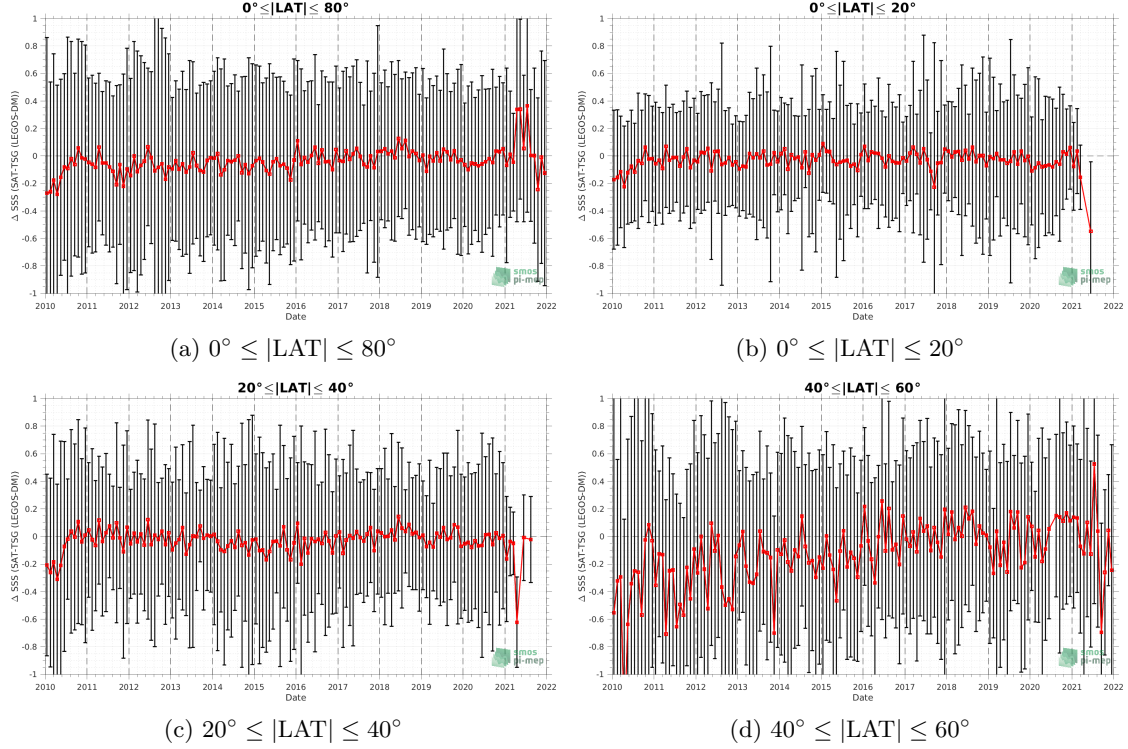 0°≤|LAT|≤ 80°
Δ SSS (SAT-TSG (LEGOS-DM))
1
0.8
0.6
0.4
0.2
0
-0.2
-0.4
-0.6
-0.8
-1
2010 2011 2012 2013 2014 2015 2016 2017 2018 2019 2020 2021 2022
Date
smos
pi-mep
(a) 0° ≤ |LAT| ≤ 80°
0°≤|LAT|≤ 20°
Δ SSS (SAT-TSG (LEGOS-DM))
1
0.8
0.6
0.4
0.2
0
-0.2
-0.4
-0.6
-0.8
-1
2010 2011 2012 2013 2014 2015 2016 2017 2018 2019 2020 2021 2022
Date
smos
pi-mep
(b) 0° ≤ |LAT| ≤ 20°
20°≤|LAT|≤ 40°
Δ SSS (SAT-TSG (LEGOS-DM))
1
0.8
0.6
0.4
0.2
0
-0.2
-0.4
-0.6
-0.8
-1
2010 2011 2012 2013 2014 2015 2016 2017 2018 2019 2020 2021 2022
Date
smos
pi-mep
(c) 20° ≤ |LAT| ≤ 40°
40°≤|LAT|≤ 60°
Δ SSS (SAT-TSG (LEGOS-DM))
1
0.8
0.6
0.4
0.2
0
-0.2
-0.4
-0.6
-0.8
-1
2010 2011 2012 2013 2014 2015 2016 2017 2018 2019 2020 2021 2022
Date
smos
pi-mep
(d) 40° ≤ |LAT| ≤ 60°